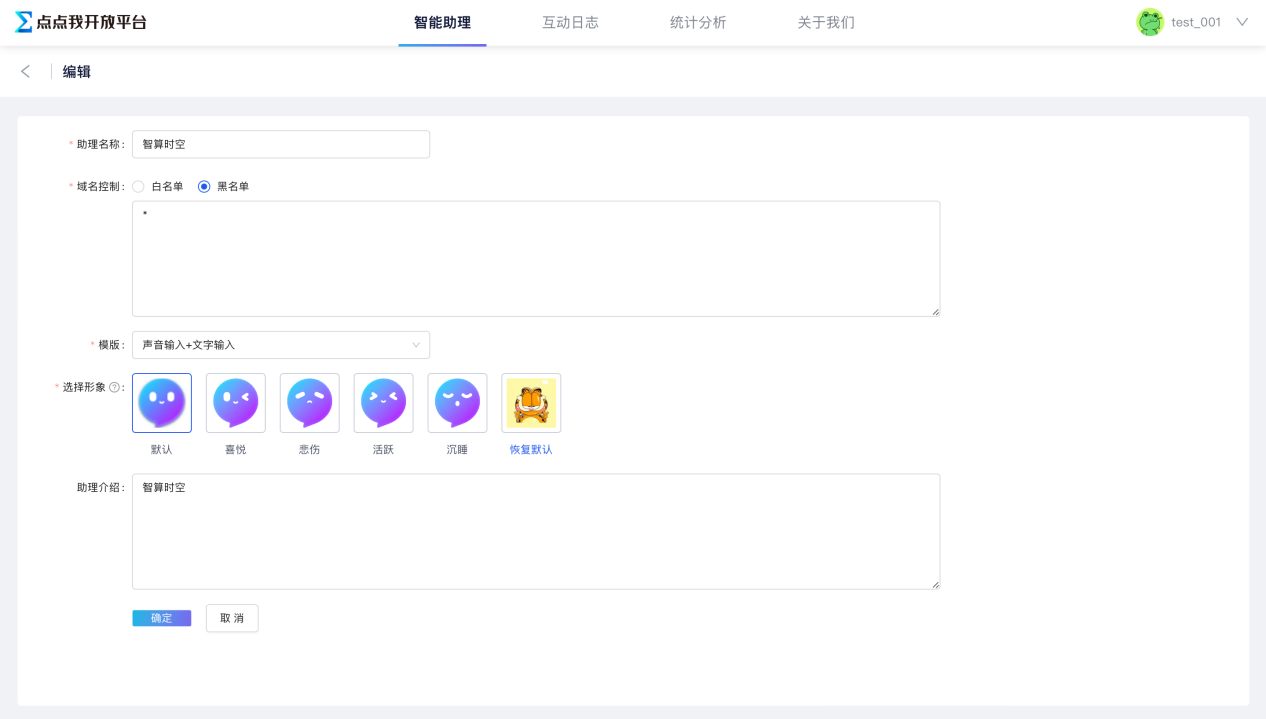 点点我开放平台 智能助理 互动日志 统计分析 关于我们 test_001
编辑
* 助理名称: 智算时空
* 域名控制: 白名单 黑名单
*
* 模版: 声音输入+文字输入
* 选择形象 ?:
默认 喜悦 悲伤 活跃 沉睡 恢复默认
助理介绍: 智算时空
确定 取 消